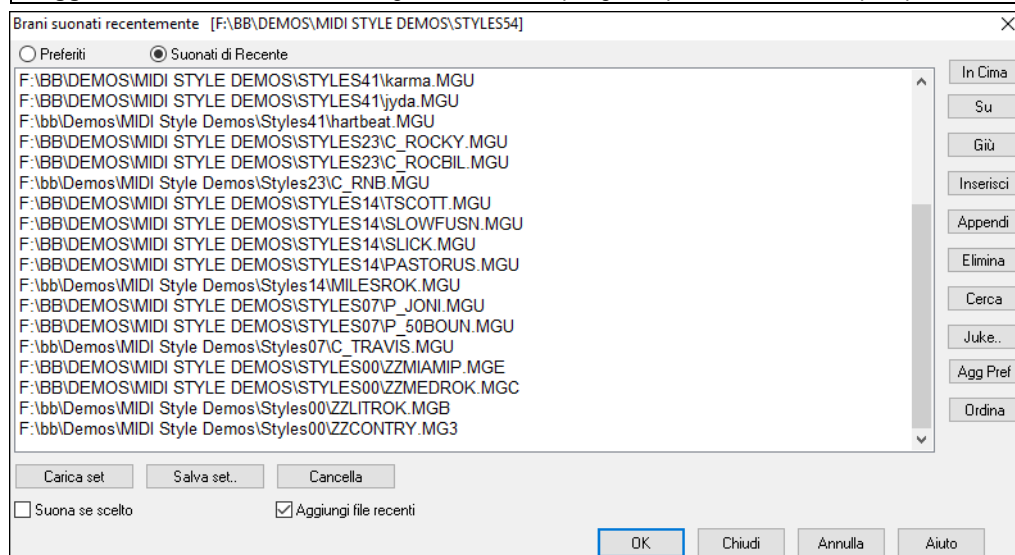 Brani suonati recentemente [F:\BB\DEMOS\MIDI STYLE DEMOS\STYLES54]
Preferiti Suonati di Recente
F:\BB\DEMOS\MIDI STYLE DEMOS\STYLES41\karma.MGU
F:\BB\DEMOS\MIDI STYLE DEMOS\STYLES41\jyda.MGU
F:\bb\Demos\MIDI Style Demos\Styles41\hartbeat.MGU
F:\BB\DEMOS\MIDI STYLE DEMOS\STYLES23\C_ROCKY.MGU
F:\BB\DEMOS\MIDI STYLE DEMOS\STYLES23\C_ROCBIL.MGU
F:\bb\Demos\MIDI Style Demos\Styles23\C_RNB.MGU
F:\BB\DEMOS\MIDI STYLE DEMOS\STYLES14\TSCOTT.MGU
F:\BB\DEMOS\MIDI STYLE DEMOS\STYLES14\SLOWFUSN.MGU
F:\BB\DEMOS\MIDI STYLE DEMOS\STYLES14\SLICK.MGU
F:\BB\DEMOS\MIDI STYLE DEMOS\STYLES14\PASTORUS.MGU
F:\bb\Demos\MIDI Style Demos\Styles14\MILESROK.MGU
F:\BB\DEMOS\MIDI STYLE DEMOS\STYLES07\P_JONI.MGU
F:\BB\DEMOS\MIDI STYLE DEMOS\STYLES07\P_50BOUN.MGU
F:\bb\Demos\MIDI Style Demos\Styles07\C_TRAVIS.MGU
F:\BB\DEMOS\MIDI STYLE DEMOS\STYLES00\ZZMIAMIP.MGE
F:\BB\DEMOS\MIDI STYLE DEMOS\STYLES00\ZZMEDROK.MGC
F:\bb\Demos\MIDI Style Demos\Styles00\ZZLITROK.MGB
F:\bb\Demos\MIDI Style Demos\Styles00\ZZCONTRY.MG3
In Cima
Su
Giù
Inserisci
Appendi
Elimina
Cerca
Juke..
Agg Pref
Ordina
Carica set Salva set.. Cancella
Suona se scelto Aggiungi file recenti
OK Chiudi Annulla Aiuto